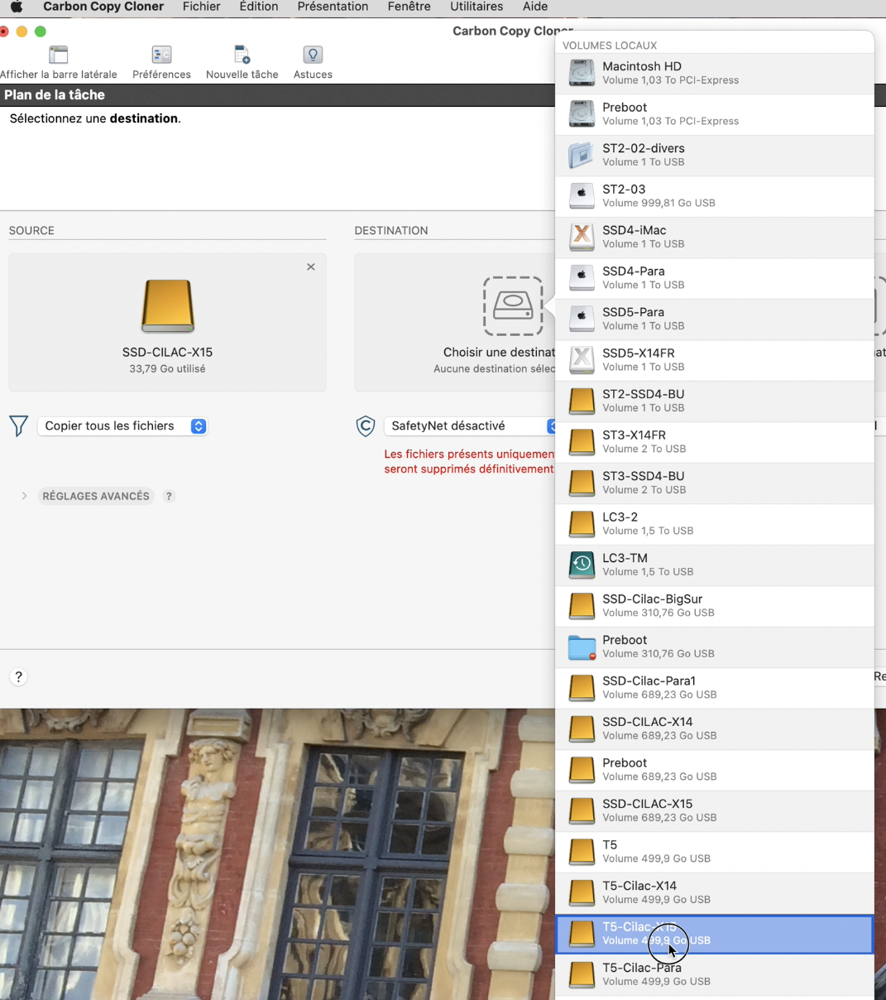 Carbon Copy Cloner Fichier Édition Présentation Fenêtre Utilitaires Aide
Carbon Copy Cloner
Afficher la barre latérale Préférences Nouvelle tâche Astuces
Plan de la tâche
Sélectionnez une destination.
SOURCE
SSD-CILAC-X15
33,79 Go utilisé
Copier tous les fichiers
RÉGLAGES AVANCÉS ?
?
DESTINATION
Choisir une destinat
Aucune destination sélec
SafetyNet désactivé
Les fichiers présents uniquemen
seront supprimés définitivement
VOLUMES LOCAUX
Macintosh HD
Volume 1,03 To PCI-Express
Preboot
Volume 1,03 To PCI-Express
ST2-02-divers
Volume 1 To USB
ST2-03
Volume 999,81 Go USB
SSD4-iMac
Volume 1 To USB
SSD4-Para
Volume 1 To USB
SSD5-Para
Volume 1 To USB
SSD5-X14FR
Volume 1 To USB
ST2-SSD4-BU
Volume 1 To USB
ST3-X14FR
Volume 2 To USB
ST3-SSD4-BU
Volume 2 To USB
LC3-2
Volume 1,5 To USB
LC3-TM
Volume 1,5 To USB
SSD-Cilac-BigSur
Volume 310,76 Go USB
Preboot
Volume 310,76 Go USB
SSD-Cilac-Para1
Volume 689,23 Go USB
SSD-CILAC-X14
Volume 689,23 Go USB
Preboot
Volume 689,23 Go USB
SSD-CILAC-X15
Volume 689,23 Go USB
T5
Volume 499,9 Go USB
T5-Cilac-X14
Volume 499,9 Go USB
T5-Cilac-X15
Volume 499,9 Go USB
T5-Cilac-Para
Volume 499,9 Go USB
at
Re